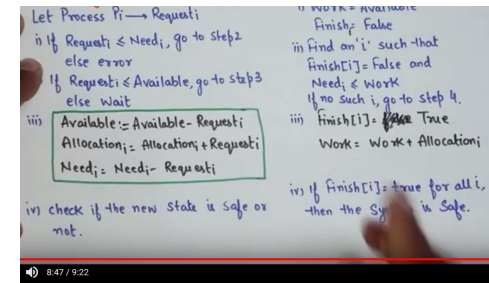 Let Process Pi → Requesti
i) If Requesti ≤ Needi, go to step2
else error
If Requesti ≤ Available, go to step3
else Wait
iii) Available := Available - Requesti
Allocationi = Allocationi + Requesti
Needi = Needi - Requesti
iv) check if the new state is safe or
not.
i) Work = Available
Finishi = False
ii) Find an 'i' such that
Finish[i] = False and
Needi ≤ Work
If no such i, go to step 4.
iii) Finish[i] = True
Work = Work + Allocationi
iv) If Finish[i] = true for all i,
then the is Safe.
8:47 / 9:22